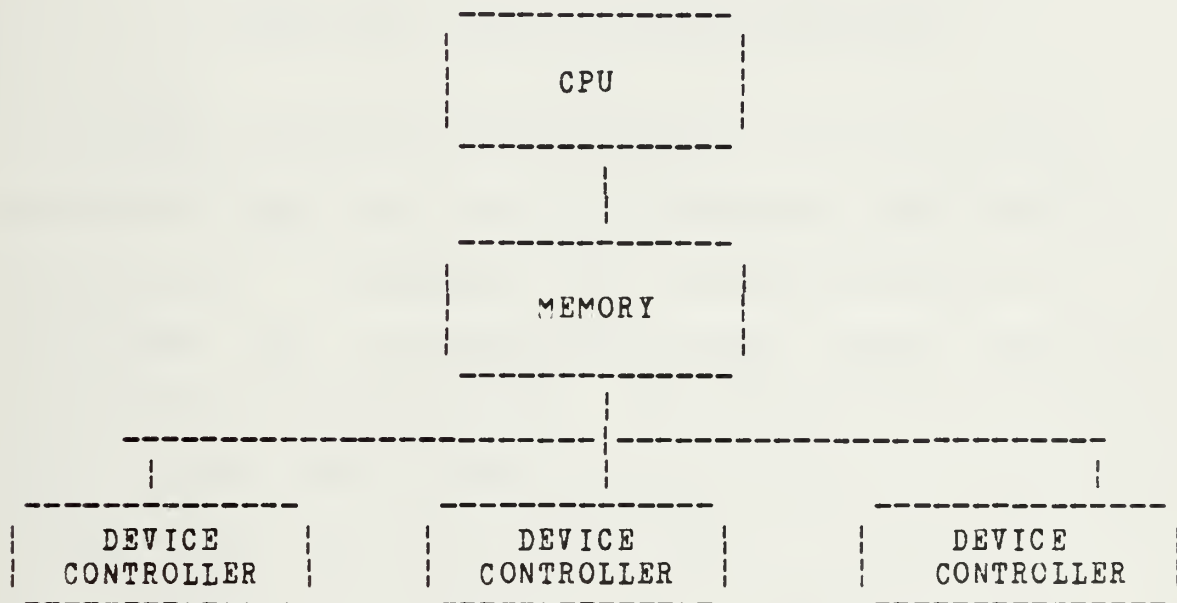 CPU
MEMORY
DEVICE DEVICE DEVICE
CONTROLLER CONTROLLER CONTROLLER